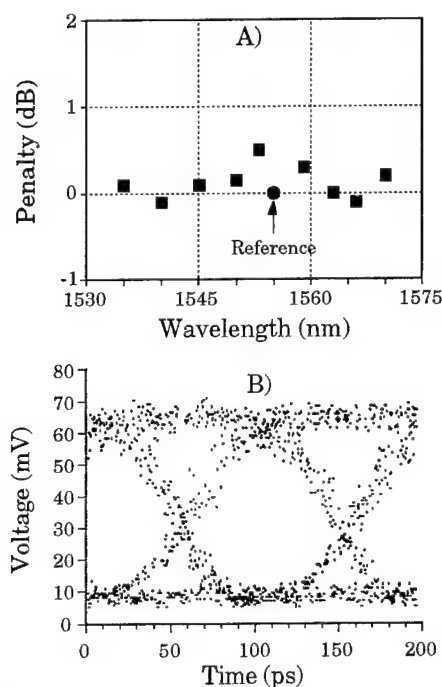 A)
2
1
0
-1
Penalty (dB)
Reference
1530 1545 1560 1575
Wavelength (nm)
B)
80
70
60
50
40
30
20
10
0
Voltage (mV)
0 50 100 150 200
Time (ps)